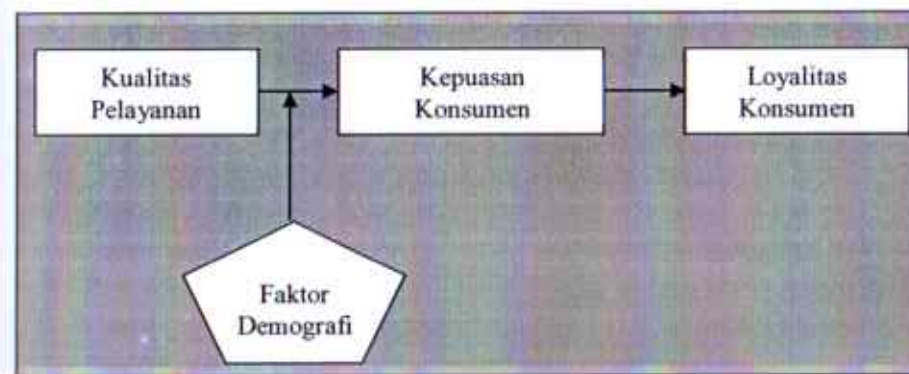 Kualitas
Pelayanan
Kepuasan
Konsumen
Loyalitas
Konsumen
Faktor
Demografi